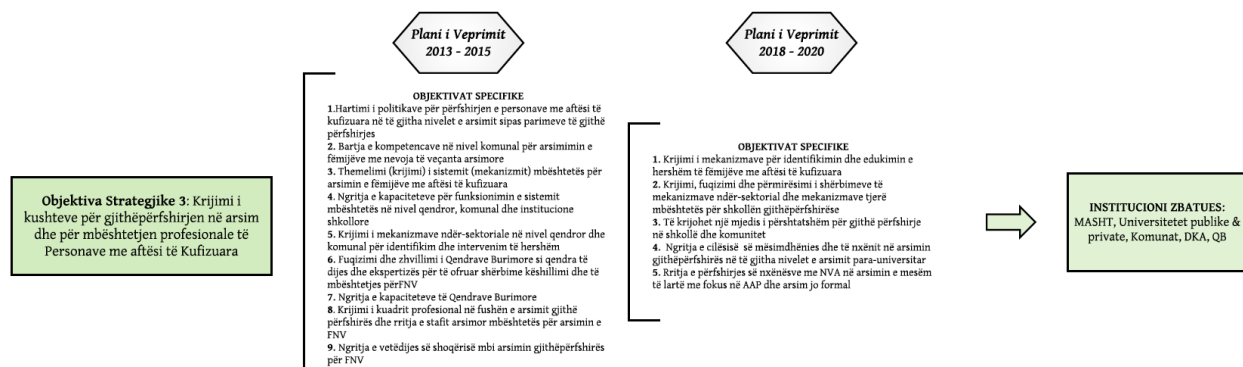 Plani i Veprimit
2013 - 2015
Plani i Veprimit
2018 - 2020
Objektiva Strategjike 3: Krijimi i
kushteve për gjithëpërfshirjen në arsim
dhe për mbështetjen profesionale të
Personave me aftësi të Kufizuara
OBJEKTIVAT SPECIFIKE
1.Hartimi i politikave për përfshirjen e personave me aftësi të
kufizuara në të gjitha nivelet e arsimit sipas parimeve të gjithë
përfshirjes
2. Bartja e kompetencave në nivel komunal për arsimimin e
fëmijëve me nevoja të veçanta arsimore
3. Themelimi (krijimi) i sistemit (mekanizmit) mbështetës për
arsimin e fëmijëve me aftësi të kufizuara
4. Ngritja e kapaciteteve për funksionimin e sistemit
mbështetës në nivel qendror, komunal dhe institucione
shkollore
5. Krijimi i mekanizmave ndër-sektoriale në nivel qendror dhe
komunal për identifikim dhe intervenim të hershëm
6. Fuqizimi dhe zhvillimi i Qendrave Burimore si qendra të
dijes dhe ekspertizës për të ofruar shërbime këshillimi dhe të
mbështetjes përFNV
7. Ngritja e kapaciteteve të Qendrave Burimore
8. Krijimi i kuadrit profesional në fushën e arsimit gjithë
përfshirës dhe rritja e stafit arsimor mbështetës për arsimin e
FNV
9. Ngritja e vetëdijes së shoqërisë mbi arsimin gjithëpërfshirës
për FNV
OBJEKTIVAT SPECIFIKE
1. Krijimi i mekanizmave për identifikimin dhe edukimin e
hershëm të fëmijëve me aftësi të kufizuara
2. Krijimi, fuqizimi dhe përmirësimi i shërbimeve të
mekanizmave ndër-sektorial dhe mekanizmave tjerë
mbështetës për shkollën gjithëpërfshirëse
3. Të krijohet një mjedis i përshtatshëm për gjithë përfshirje
në shkollë dhe komunitet
4. Ngritja e cilësisë së mësimdhënies dhe të nxënit në arsimin
gjithëpërfshirës në të gjitha nivelet e arsimit para-universitar
5. Rritja e përfshirjes së nxënësve me NVA në arsimin e mesëm
të lartë me fokus në AAP dhe arsim jo formal
INSTITUCIONI ZBATUES:
MASHT, Universitetet publike &
private, Komunat, DKA, QB